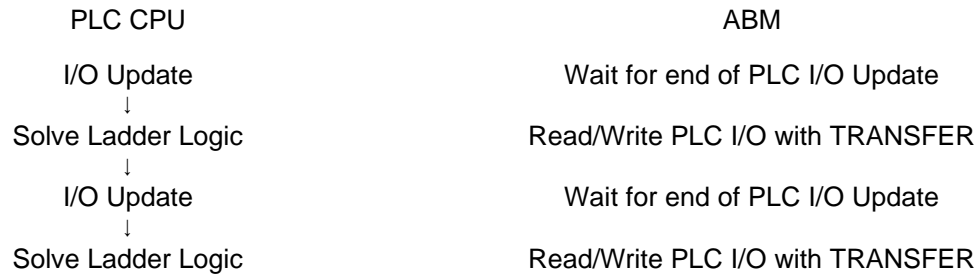 PLC CPU ABM
I/O Update Wait for end of PLC I/O Update
↓
Solve Ladder Logic Read/Write PLC I/O with TRANSFER
↓
I/O Update Wait for end of PLC I/O Update
↓
Solve Ladder Logic Read/Write PLC I/O with TRANSFER